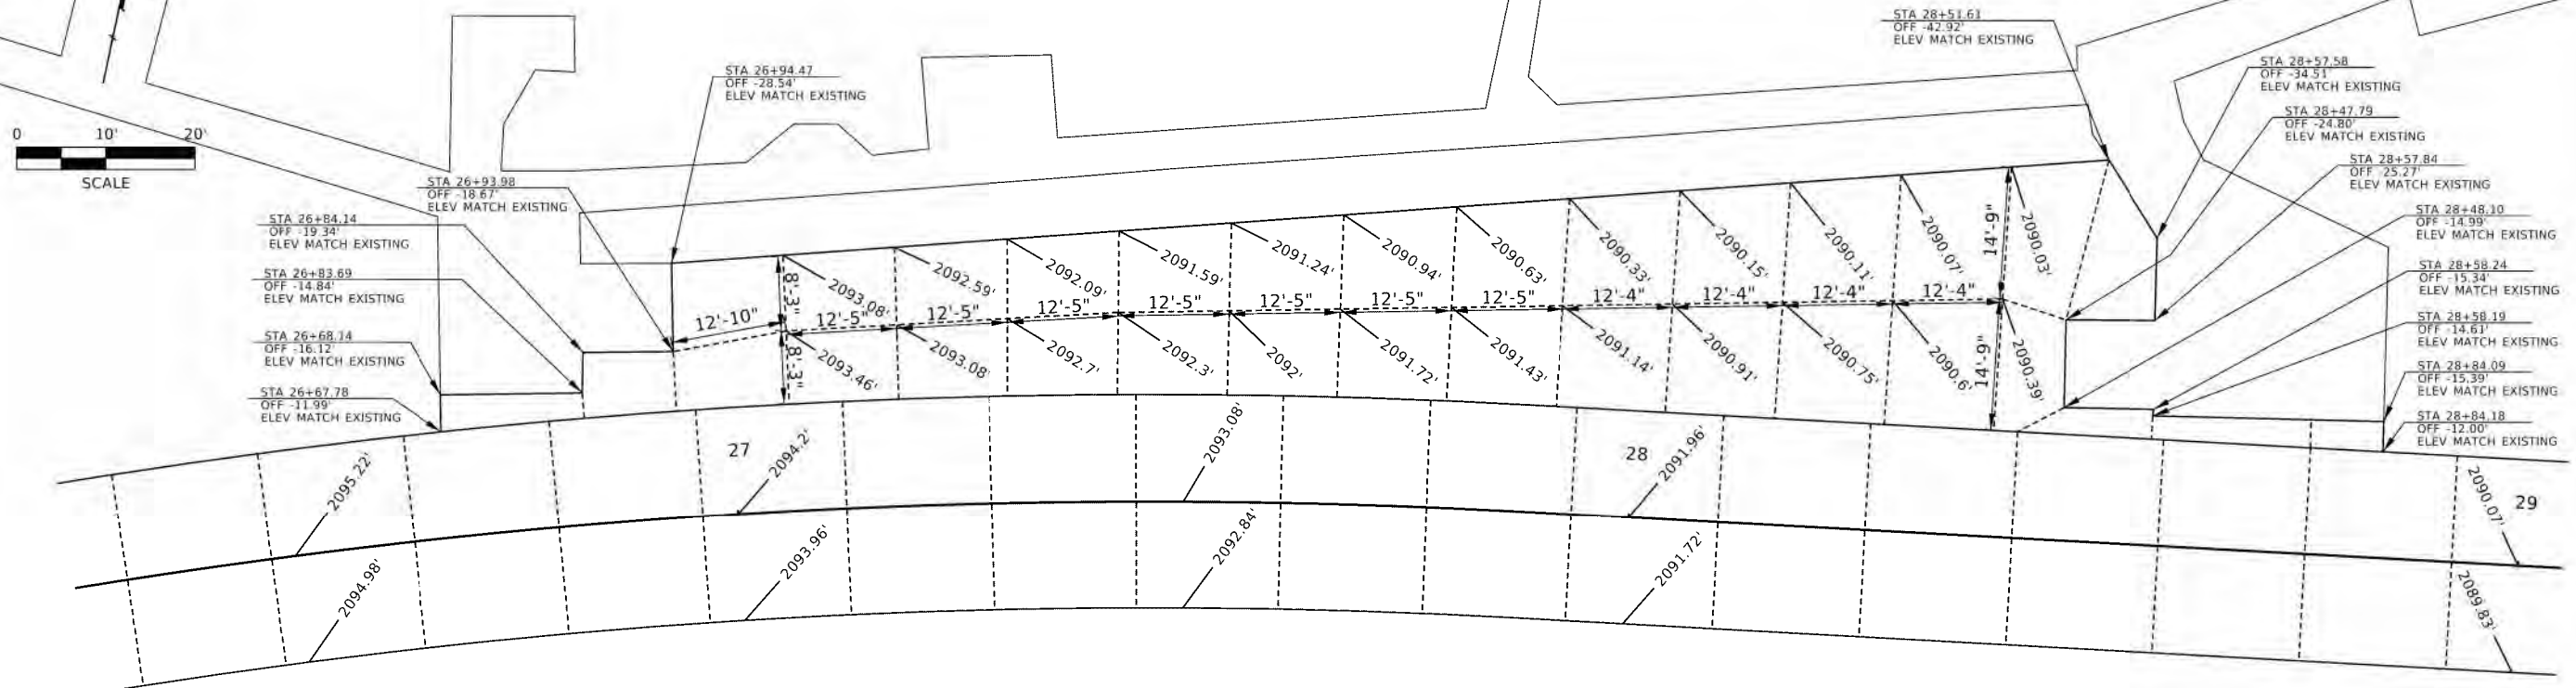 STA 28+51.61
OFF -42.92'
ELEV MATCH EXISTING
STA 26+94.47
OFF -28.54'
ELEV MATCH EXISTING
STA 28+57.58
OFF -34.51'
ELEV MATCH EXISTING
STA 28+47.79
OFF -24.80'
ELEV MATCH EXISTING
0 10' 20'
SCALE
STA 28+57.84
OFF -25.27'
ELEV MATCH EXISTING
STA 26+93.98
OFF -18.67'
ELEV MATCH EXISTING
STA 28+48.10
OFF -14.99'
ELEV MATCH EXISTING
STA 26+84.14
OFF -19.34'
ELEV MATCH EXISTING
STA 28+58.24
OFF -15.34'
ELEV MATCH EXISTING
STA 26+83.69
OFF -14.84'
ELEV MATCH EXISTING
STA 28+58.19
OFF -14.61'
ELEV MATCH EXISTING
STA 26+68.14
OFF -16.12'
ELEV MATCH EXISTING
STA 28+84.09
OFF -15.39'
ELEV MATCH EXISTING
STA 26+67.78
OFF -11.99'
ELEV MATCH EXISTING
STA 28+84.18
OFF -12.00'
ELEV MATCH EXISTING
8'-3"
2093.08'
2092.59'
2092.09'
2091.59'
2091.24'
2090.94'
2090.63'
2090.33'
2090.15'
2090.11'
2090.07'
14'-9"
2090.03'
12'-10"
12'-5"
12'-5"
12'-5"
12'-5"
12'-5"
12'-5"
12'-5"
12'-4"
12'-4"
12'-4"
12'-4"
8'-3"
2093.46'
2093.08'
2092.7'
2092.3'
2092'
2091.72'
2091.43'
2091.14'
2090.91'
2090.75'
2090.6'
14'-9"
2090.39'
2095.22'
27
2094.2'
2093.08'
28
2091.96'
2090.07'
29
2094.98'
2093.96'
2092.84'
2091.72'
2089.83'